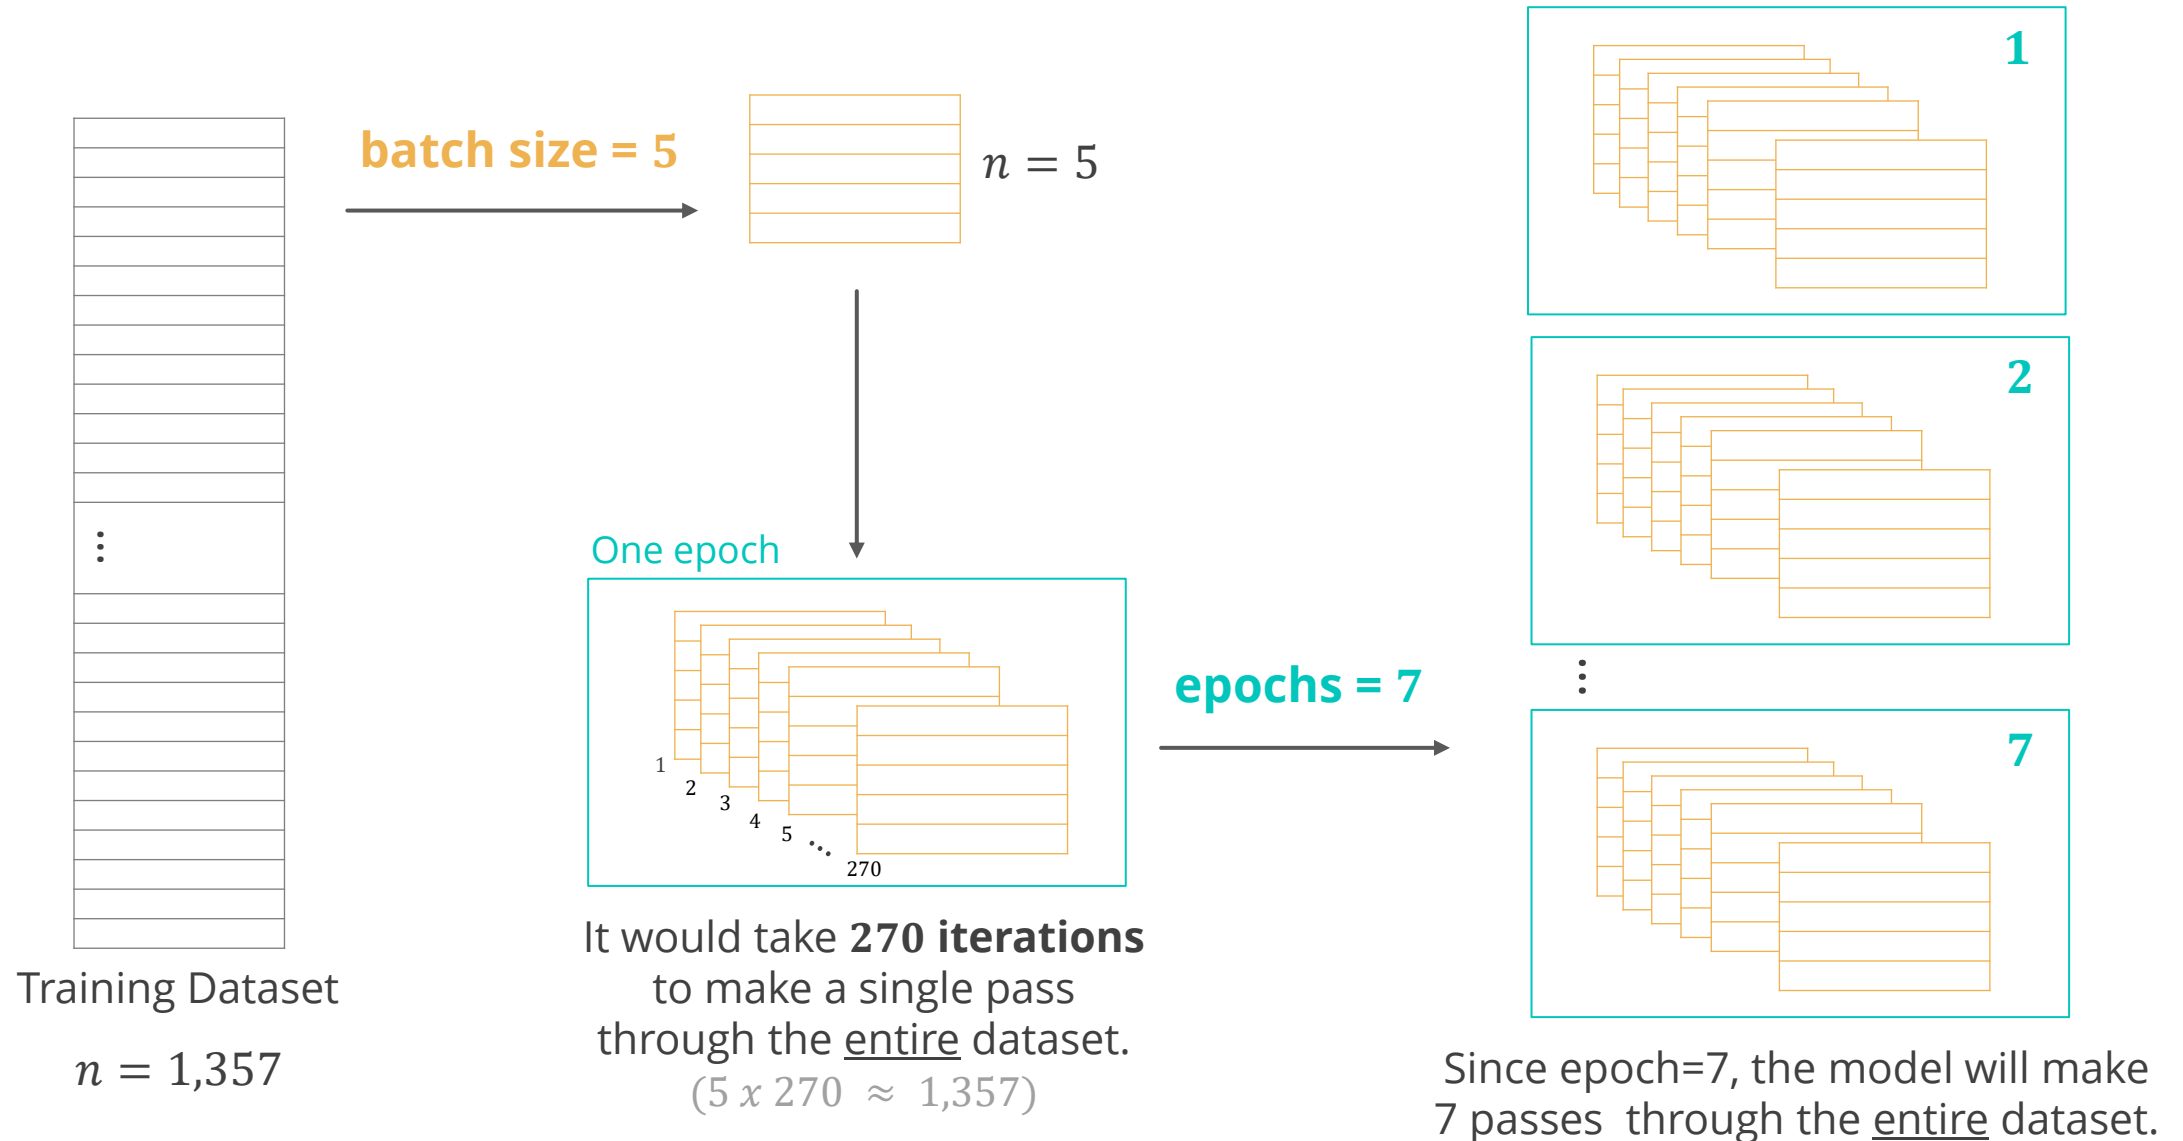 batch size = 5
n = 5
⋮
Training Dataset
n = 1,357
One epoch
1
2
3
4
5
⋯
270
It would take 270 iterations
to make a single pass
through the entire dataset.
(5 x 270 ≈ 1,357)
epochs = 7
1
2
⋮
7
Since epoch=7, the model will make
7 passes through the entire dataset.